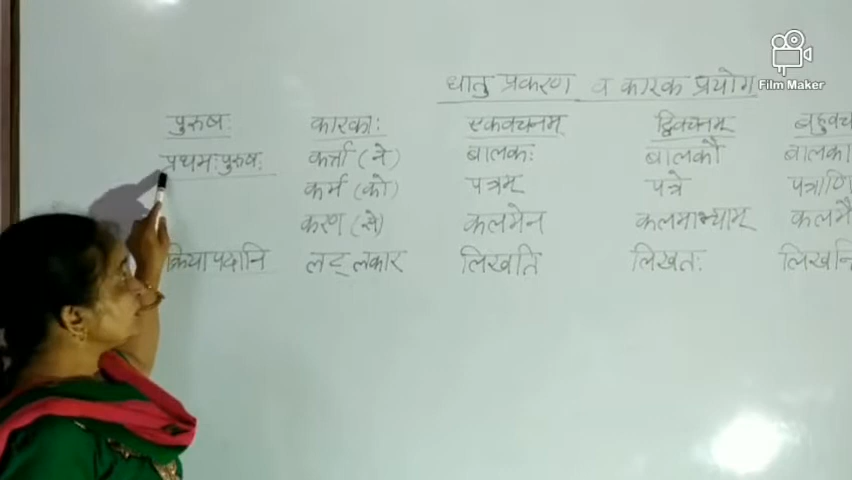 Film Maker
धातु प्रकरण व कारक प्रयोग
पुरुषः कारकाः एकवचनम् द्विवचनम् बहुवच
प्रथमःपुरुषः कर्त्ता (ने) बालकः बालकौ बालका
कर्म (को) पत्रम् पत्रे पत्राणि
करण (से) कलमेन कलमाभ्याम् कलमै
क्रियापदानि लट् लकार लिखति लिखतः लिखन्ति